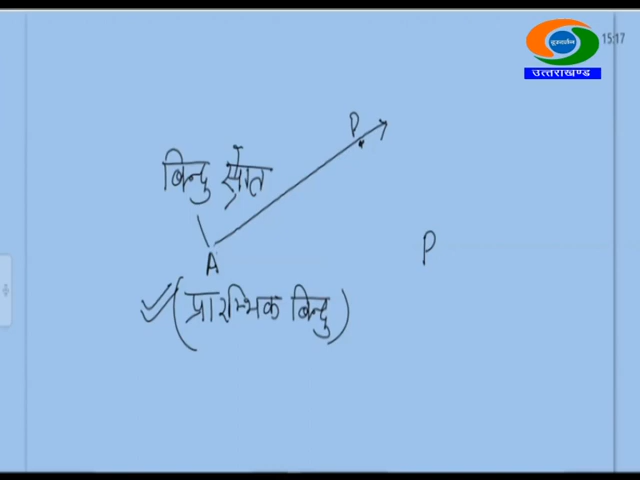 दूरदर्शन
15:17
उत्तराखण्ड
P
बिन्दु स्रोत
A
P
(प्रारम्भिक बिन्दु)